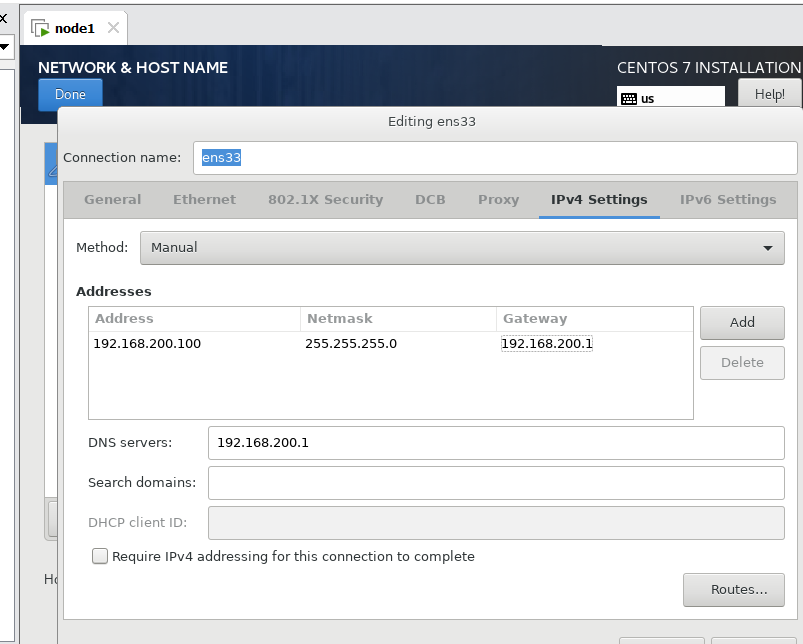 node1
NETWORK & HOST NAME
CENTOS 7 INSTALLATION
Done
us
Help!
Editing ens33
Connection name: ens33
General Ethernet 802.1X Security DCB Proxy IPv4 Settings IPv6 Settings
Method: Manual
Addresses
Address Netmask Gateway
192.168.200.100 255.255.255.0 192.168.200.1
Add
Delete
DNS servers: 192.168.200.1
Search domains:
DHCP client ID:
Require IPv4 addressing for this connection to complete
Routes...